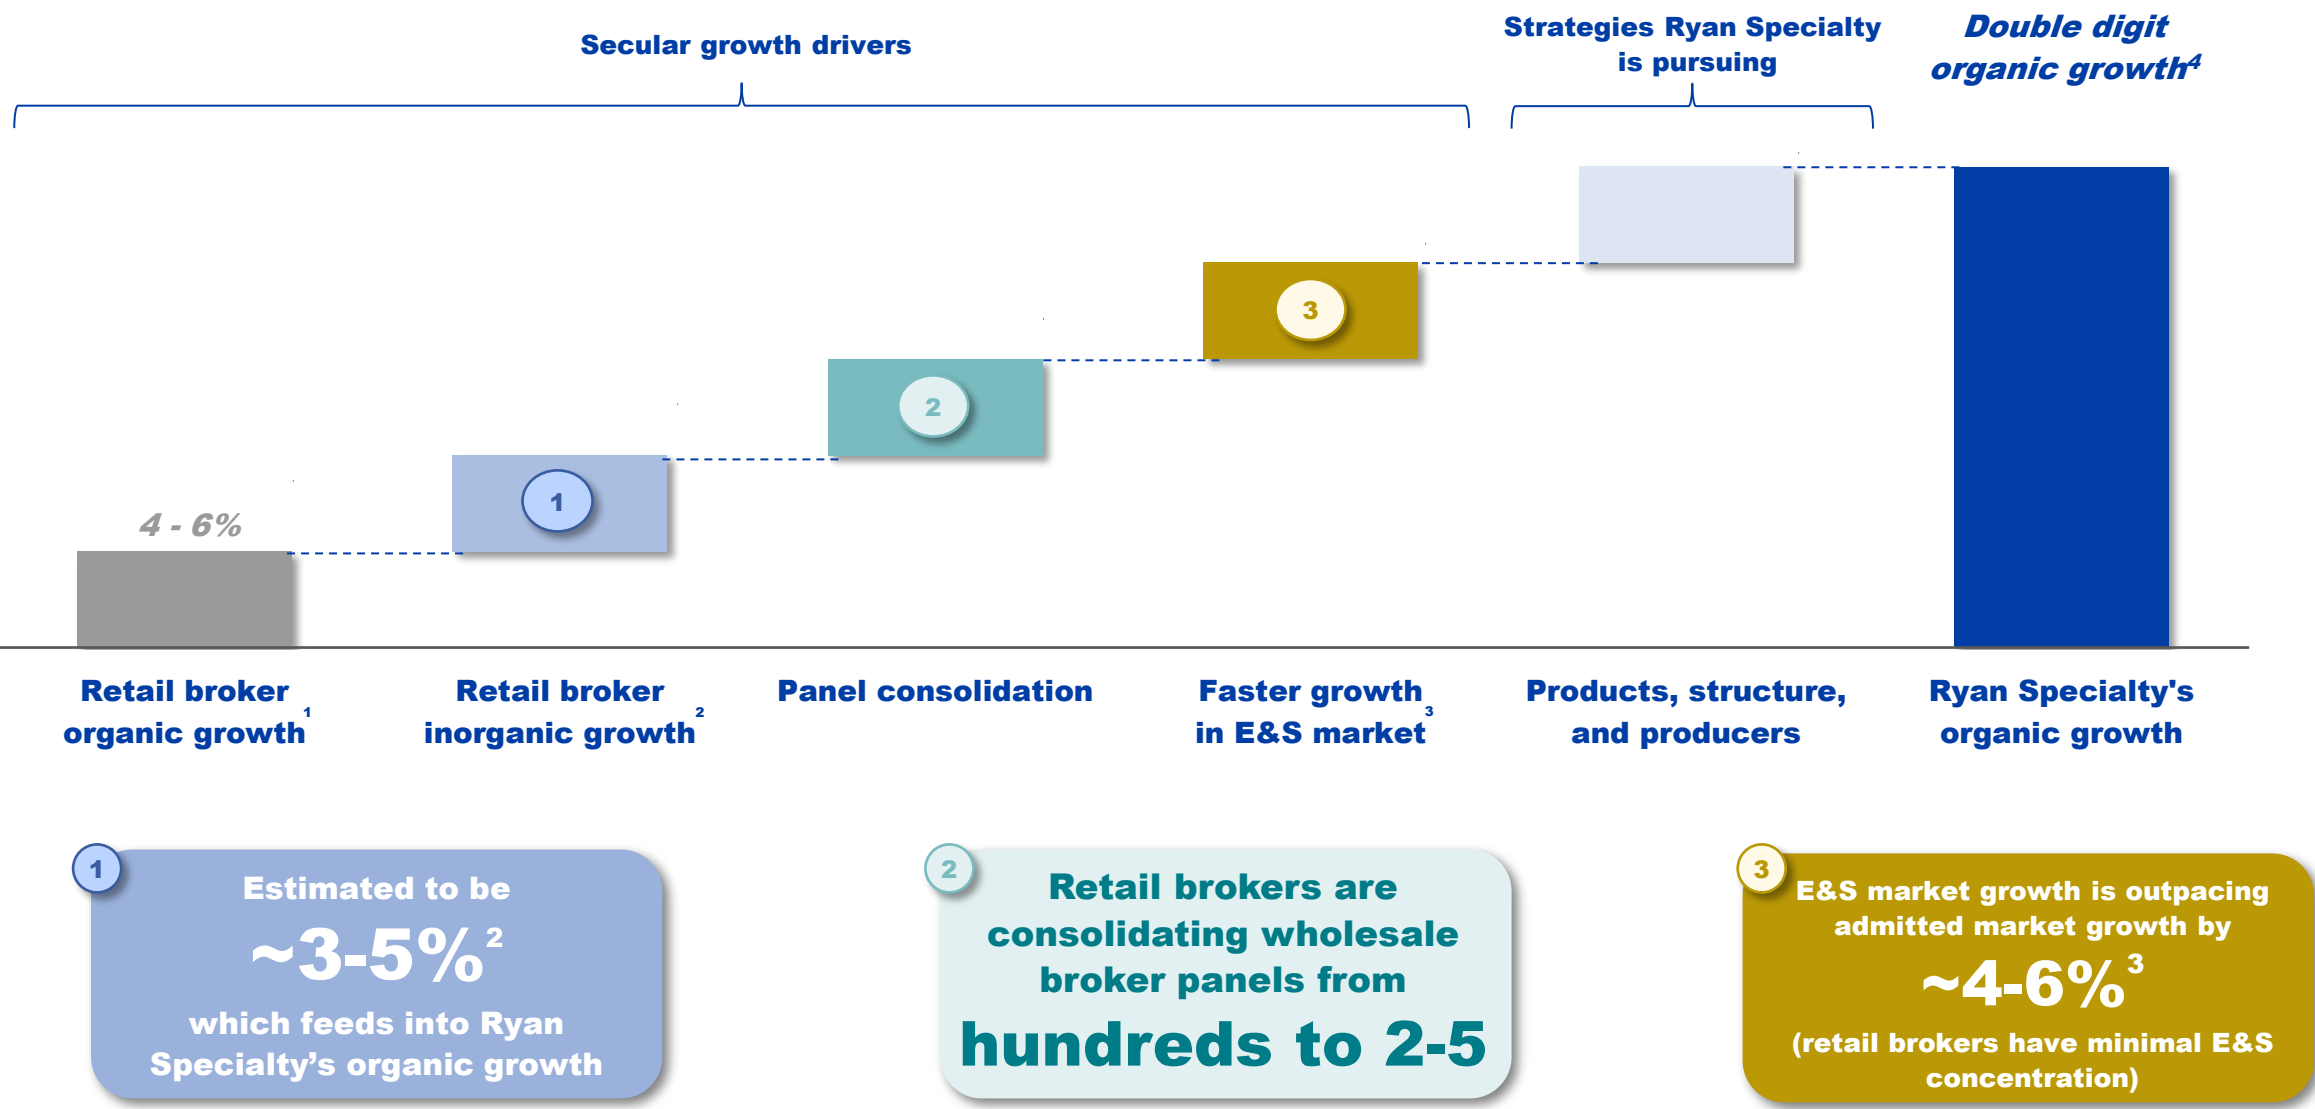 Secular growth drivers
Strategies Ryan Specialty
is pursuing
Double digit
organic growth4
4 - 6%
1
2
3
Retail broker
organic growth1
Retail broker
inorganic growth2
Panel consolidation
Faster growth
in E&S market3
Products, structure,
and producers
Ryan Specialty's
organic growth
1
Estimated to be
~3-5%2
which feeds into Ryan
Specialty’s organic growth
2
Retail brokers are
consolidating wholesale
broker panels from
hundreds to 2-5
3
E&S market growth is outpacing
admitted market growth by
~4-6%3
(retail brokers have minimal E&S
concentration)